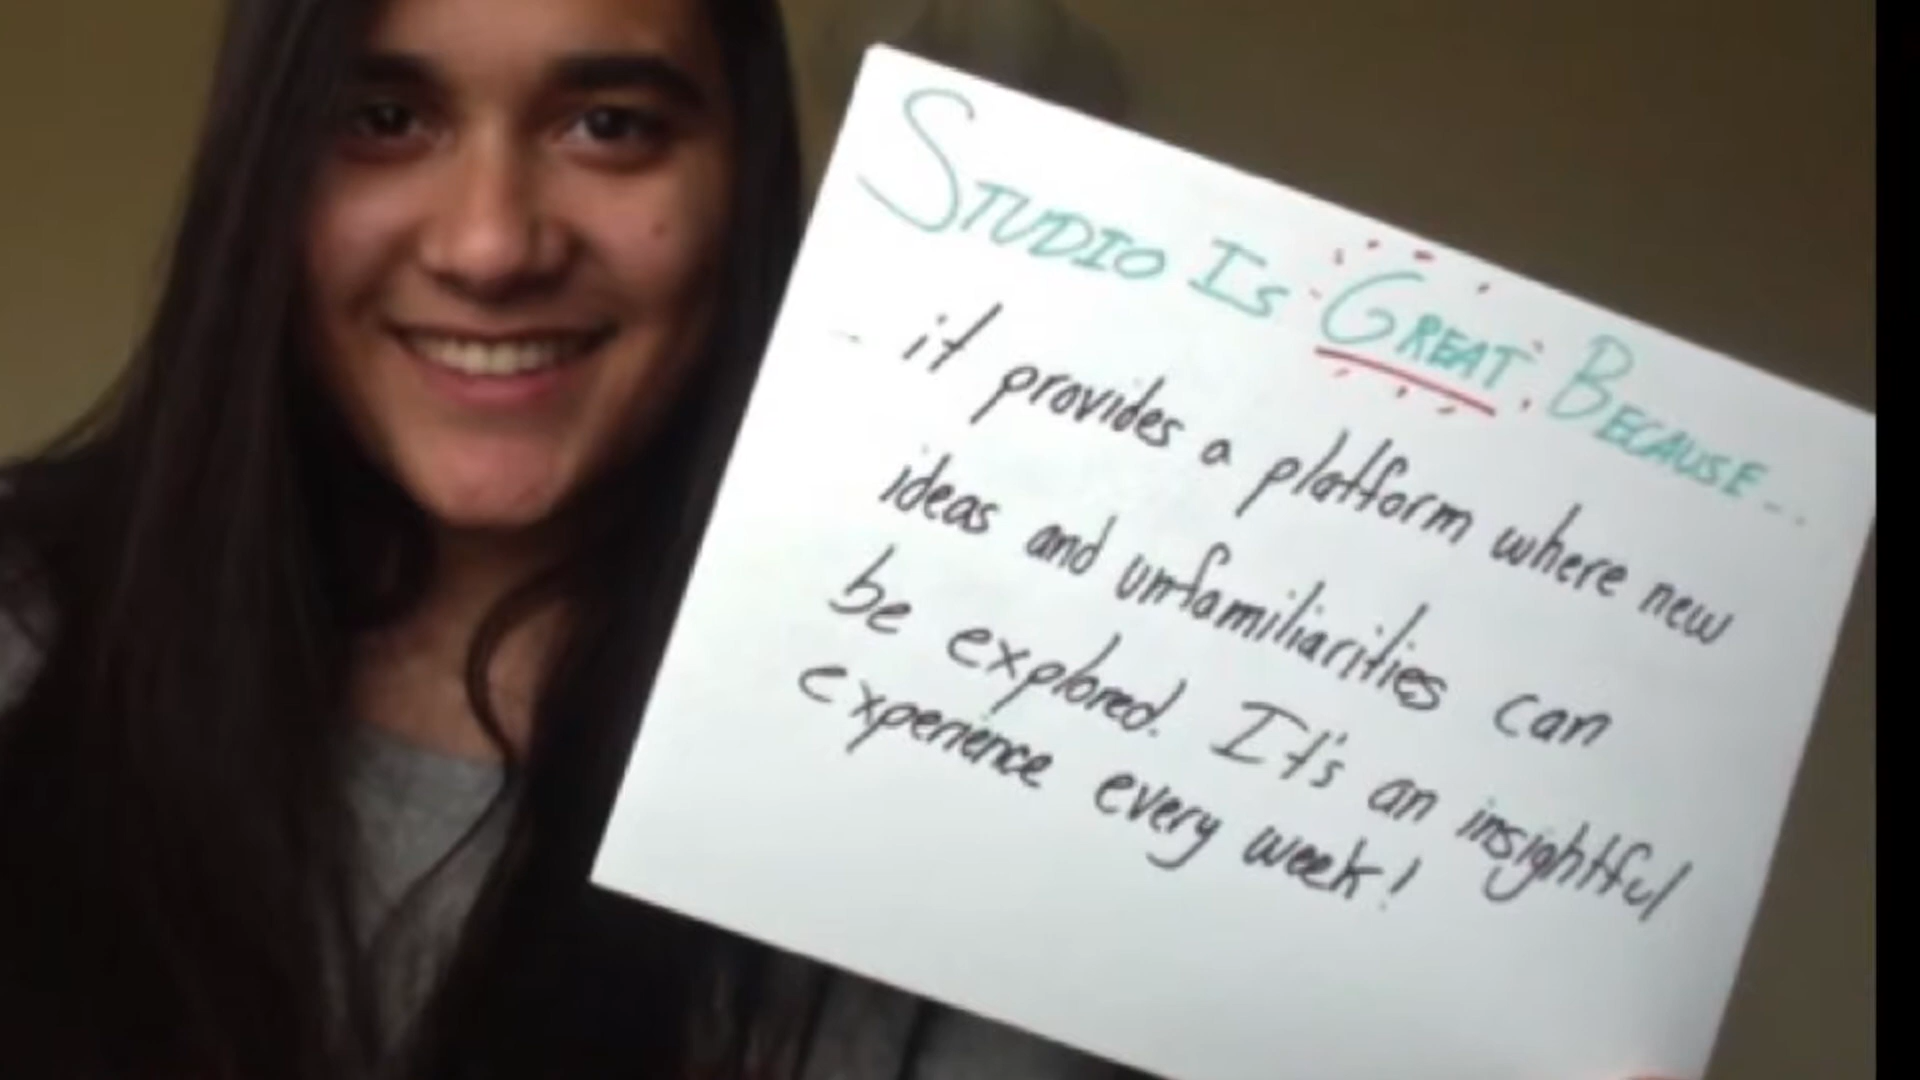 STUDIO IS GREAT BECAUSE...
...it provides a platform where new
ideas and unfamiliarities can
be explored. It's an insightful
experience every week!